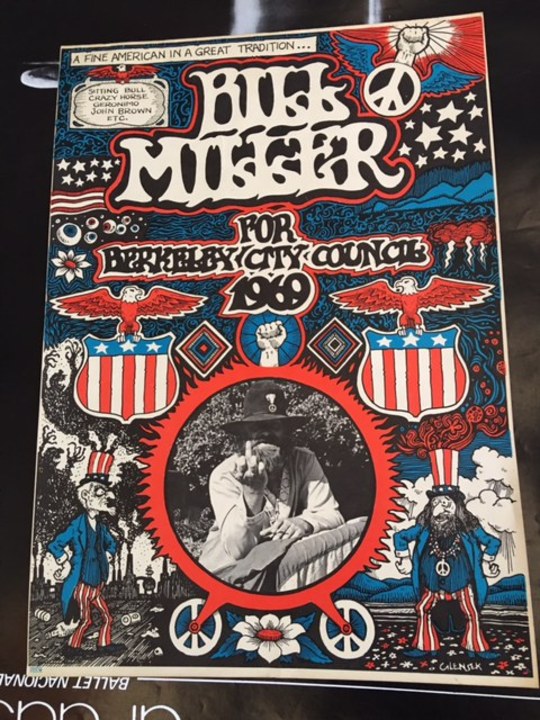 A FINE AMERICAN IN A GREAT TRADITION...
SITTING BULL
CRAZY HORSE
GERONIMO
JOHN BROWN
ETC.
BILL
MILLER
FOR
BERKELEY CITY COUNCIL
1969
BALLET NACIONAL